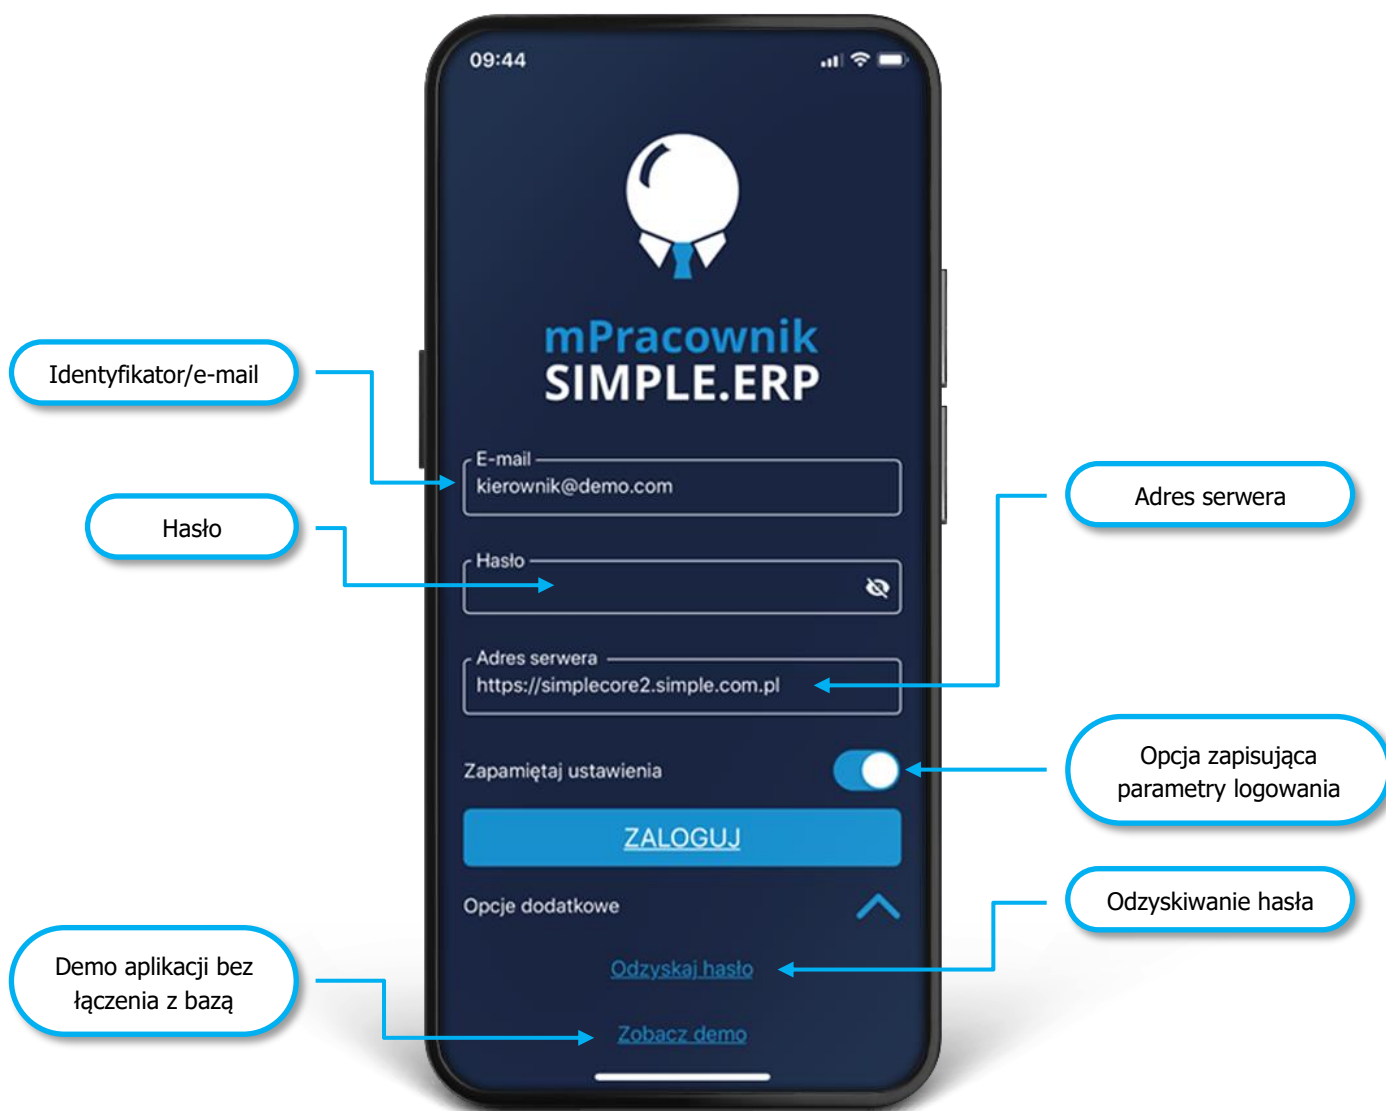 09:44
mPracownik
SIMPLE.ERP
Identyfikator/e-mail
E-mail
kierownik@demo.com
Adres serwera
Hasło
Hasło
Adres serwera
https://simplecore2.simple.com.pl
Zapamiętaj ustawienia
Opcja zapisująca
parametry logowania
ZALOGUJ
Opcje dodatkowe
Odzyskiwanie hasła
Demo aplikacji bez
łączenia z bazą
Odzyskaj hasło
Zobacz demo